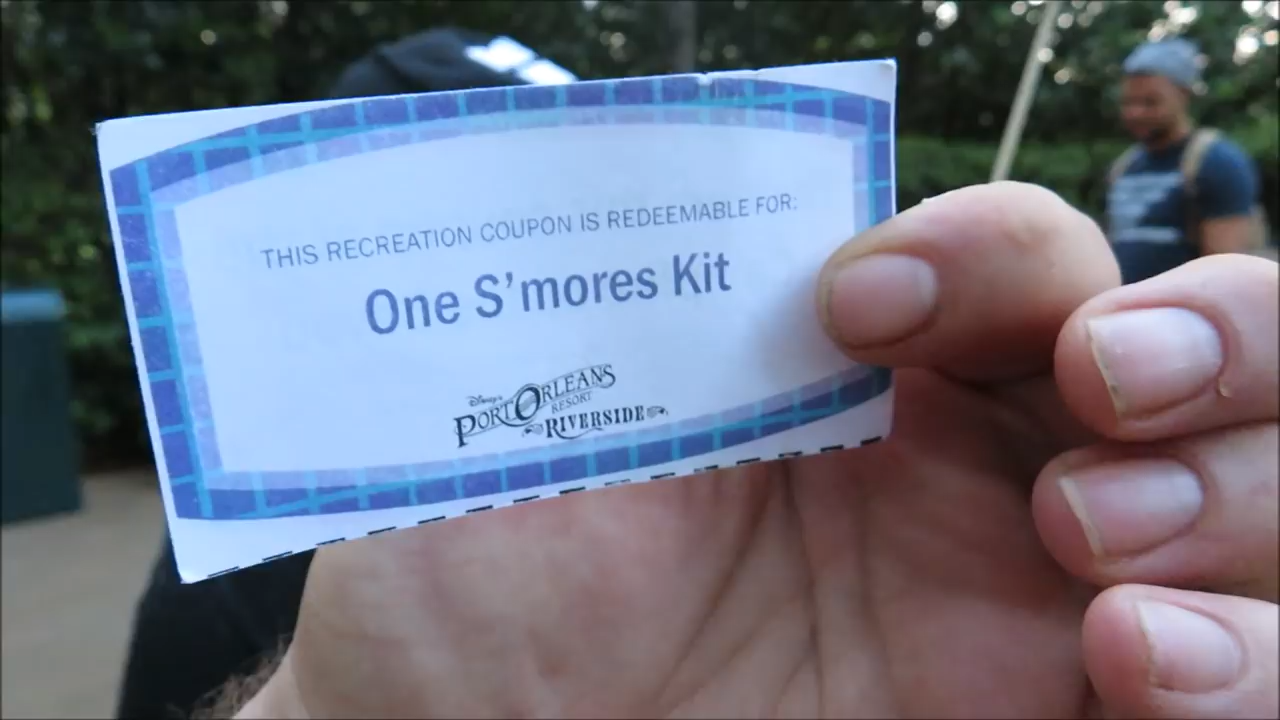 THIS RECREATION COUPON IS REDEEMABLE FOR:
One S'mores Kit
Disney's
PORT ORLEANS
RESORT
RIVERSIDE